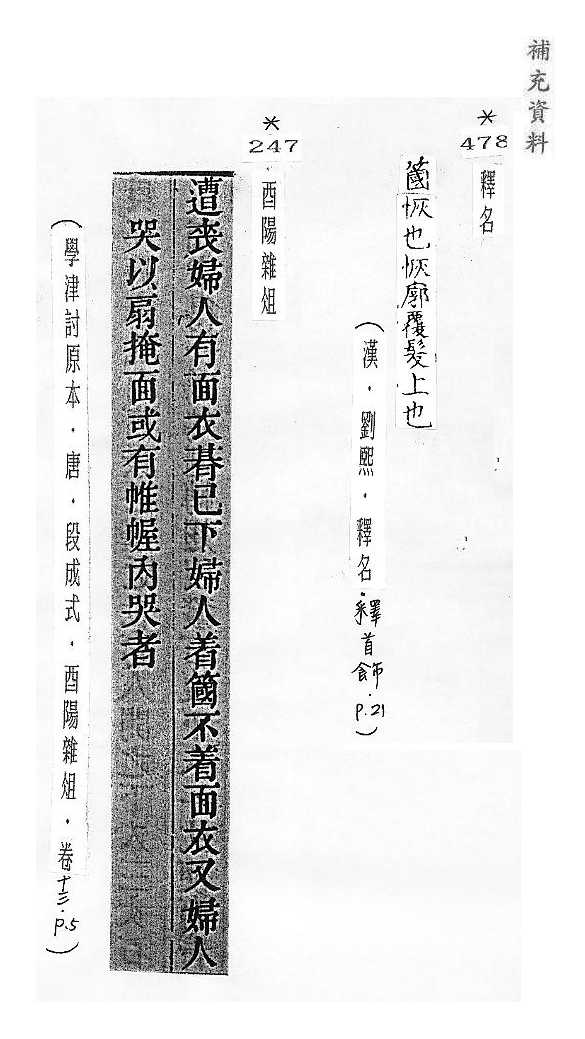 補充資料
*
478
釋名
簂恢也恢廓覆髮上也
(漢．劉熙．釋名．釋首飾．p.21)
*
247
酉陽雜俎
遭喪婦人有面衣朞已下婦人着簂不着面衣又婦人
哭以扇掩面或有帷幄內哭者
(學津討原本．唐．段成式．酉陽雜俎．卷十三．p.5)